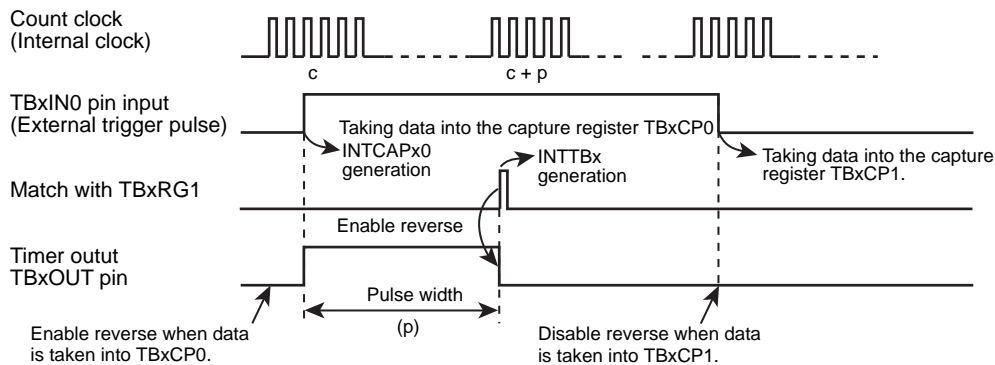 Count clock
(Internal clock)
c
c + p
TBxIN0 pin input
(External trigger pulse)
Taking data into the capture register TBxCP0
INTCAPx0
generation
INTTBx
generation
Taking data into the capture
register TBxCP1.
Match with TBxRG1
Enable reverse
Timer outut
TBxOUT pin
Pulse width
(p)
Enable reverse when data
is taken into TBxCP0.
Disable reverse when data
is taken into TBxCP1.